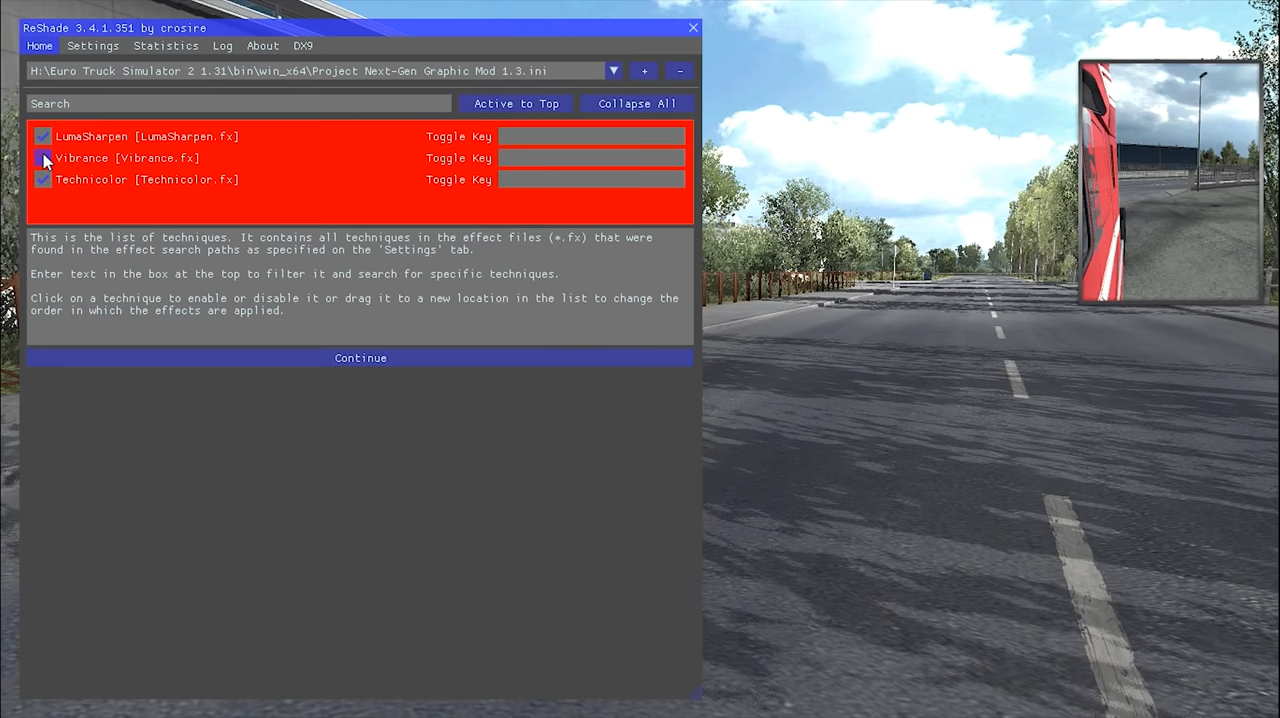 ReShade 3.4.1.351 by crosire
Home Settings Statistics Log About DX9
H:\Euro Truck Simulator 2 1.31\bin\win_x64\Project Next-Gen Graphic Mod 1.3.ini + -
Search Active to Top Collapse All
LumaSharpen [LumaSharpen.fx] Toggle Key
Vibrance [Vibrance.fx] Toggle Key
Technicolor [Technicolor.fx] Toggle Key
This is the list of techniques. It contains all techniques in the effect files (*.fx) that were
found in the effect search paths as specified on the 'Settings' tab.
Enter text in the box at the top to filter it and search for specific techniques.
Click on a technique to enable or disable it or drag it to a new location in the list to change the
order in which the effects are applied.
Continue